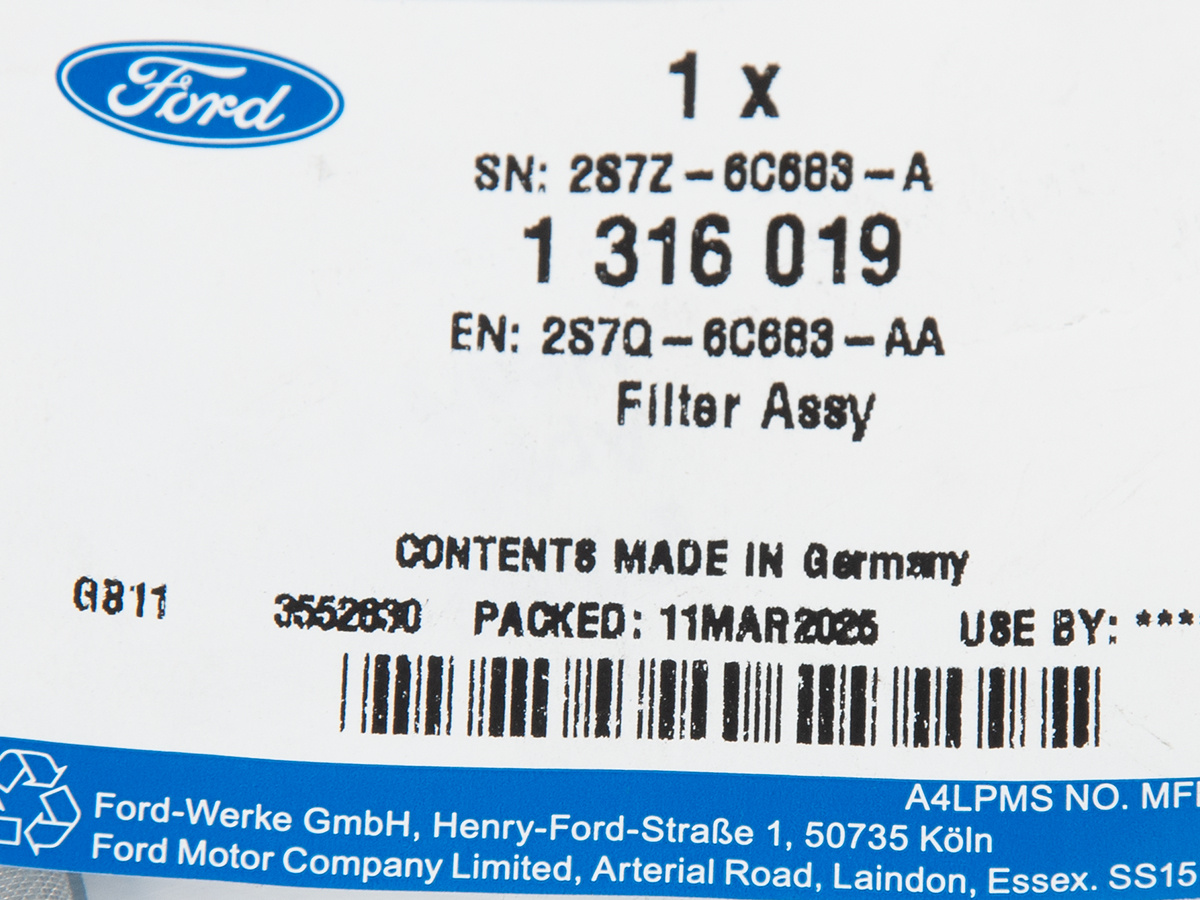 Ford
1 x
SN: 2S7Z - 6C683 - A
1 316 019
EN: 2S7Q - 6C683 - AA
Filter Assy
CONTENTS MADE IN Germany
GB11 3552830 PACKED: 11MAR2025 USE BY: ***
A4LPMS NO. MF
Ford-Werke GmbH, Henry-Ford-Straße 1, 50735 Köln
Ford Motor Company Limited, Arterial Road, Laindon, Essex. SS15